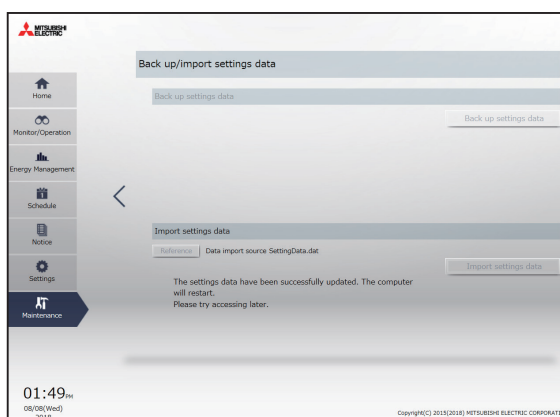 MITSUBISHI
ELECTRIC
Back up/import settings data
Home
Monitor/Operation
Energy Management
Schedule
Notice
Settings
Maintenance
Back up settings data
Back up settings data
Import settings data
Reference Data import source SettingData.dat
Import settings data
The settings data have been successfully updated. The computer
will restart.
Please try accessing later.
01:49PM
08/08(Wed)
2018
Copyright(C) 2015(2018) MITSUBISHI ELECTRIC CORPORATI